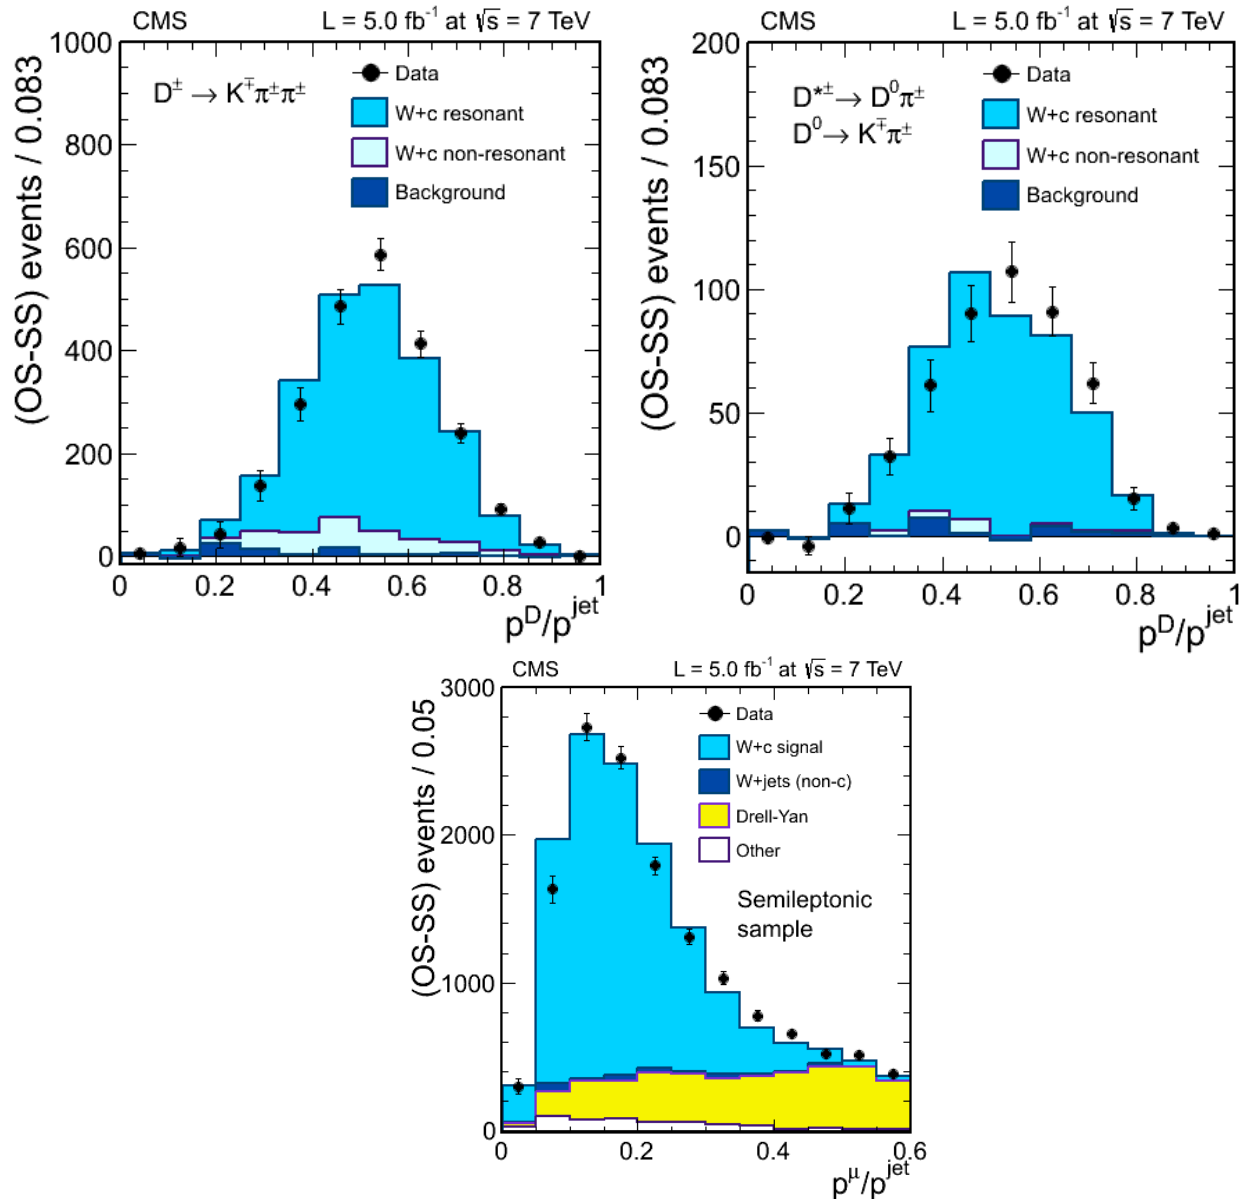 CMS L = 5.0 fb⁻¹ at √s = 7 TeV
D± → K∓π±π±
Data
W+c resonant
W+c non-resonant
Background
(OS-SS) events / 0.083
1000
800
600
400
200
0
0 0.2 0.4 0.6 0.8 1
pᴰ/pʲᵉᵗ
CMS L = 5.0 fb⁻¹ at √s = 7 TeV
D*± → D⁰π±
D⁰ → K∓π±
Data
W+c resonant
W+c non-resonant
Background
(OS-SS) events / 0.083
200
150
100
50
0
0 0.2 0.4 0.6 0.8 1
pᴰ/pʲᵉᵗ
CMS L = 5.0 fb⁻¹ at √s = 7 TeV
Data
W+c signal
W+jets (non-c)
Drell-Yan
Other
Semileptonic
sample
(OS-SS) events / 0.05
3000
2000
1000
0
0 0.2 0.4 0.6
p^μ/pʲᵉᵗ